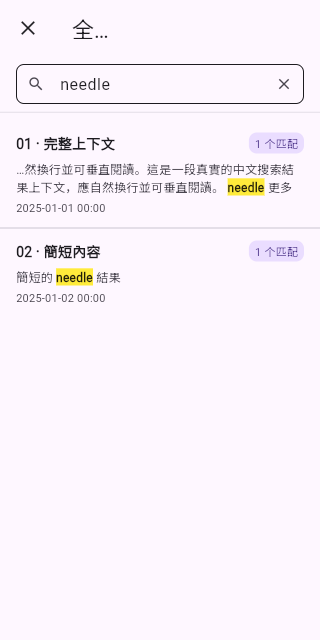 全…
needle
01 · 完整上下文
1 个匹配
…然換行並可垂直閱讀。這是一段真實的中文搜索結
果上下文，應自然換行並可垂直閱讀。 needle 更多
2025-01-01 00:00
02 · 簡短內容
1 个匹配
簡短的 needle 結果
2025-01-02 00:00